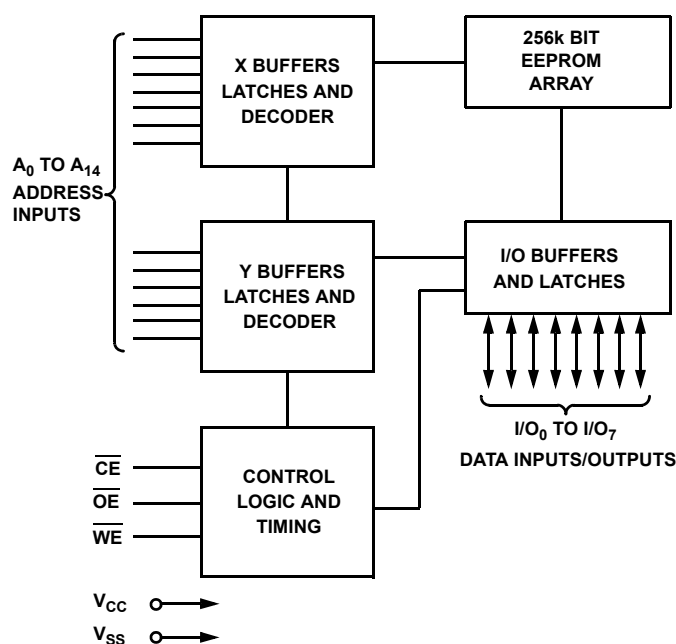 X BUFFERS
LATCHES AND
DECODER
256k BIT
EEPROM
ARRAY
A0 TO A14
ADDRESS
INPUTS
Y BUFFERS
LATCHES AND
DECODER
I/O BUFFERS
AND LATCHES
I/O0 TO I/O7
DATA INPUTS/OUTPUTS
CE
OE
WE
CONTROL
LOGIC AND
TIMING
VCC
VSS